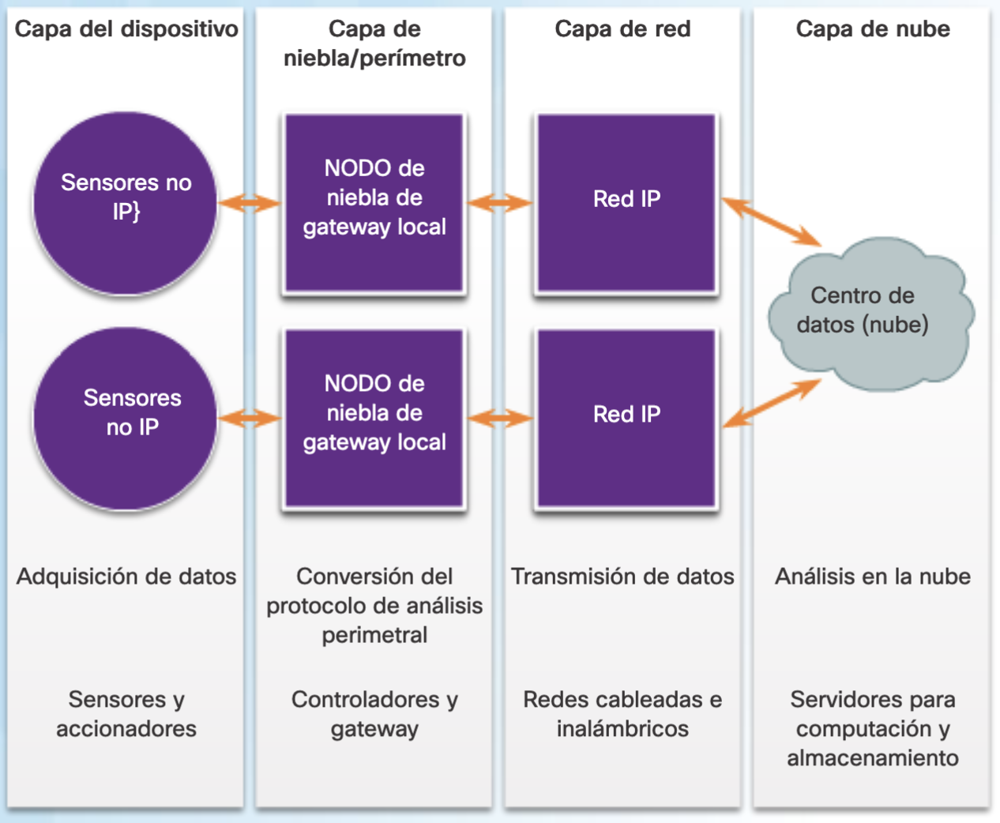 Capa del dispositivo
Capa de
niebla/perímetro
Capa de red
Capa de nube
Sensores no
IP}
NODO de
niebla de
gateway local
Red IP
Centro de
datos (nube)
Sensores
no IP
NODO de
niebla de
gateway local
Red IP
Adquisición de datos
Conversión del
protocolo de análisis
perimetral
Transmisión de datos
Análisis en la nube
Sensores y
accionadores
Controladores y
gateway
Redes cableadas e
inalámbricos
Servidores para
computación y
almacenamiento